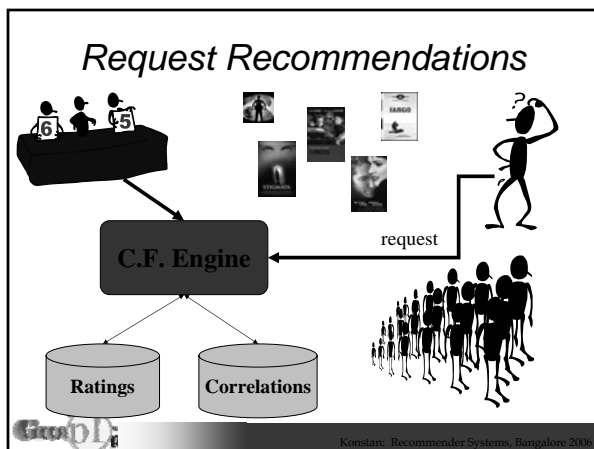 Request Recommendations
6
5
FARGO
STIGMATA
?
?
request
C.F. Engine
Ratings
Correlations
Konstan: Recommender Systems, Bangalore 2006